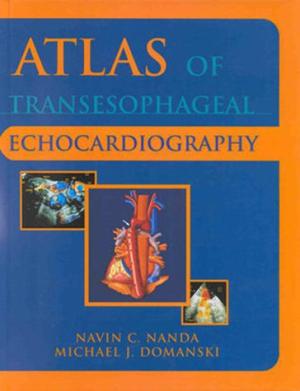 ATLAS OF
TRANSESOPHAGEAL
ECHOCARDIOGRAPHY
NAVIN C. NANDA
MICHAEL J. DOMANSKI